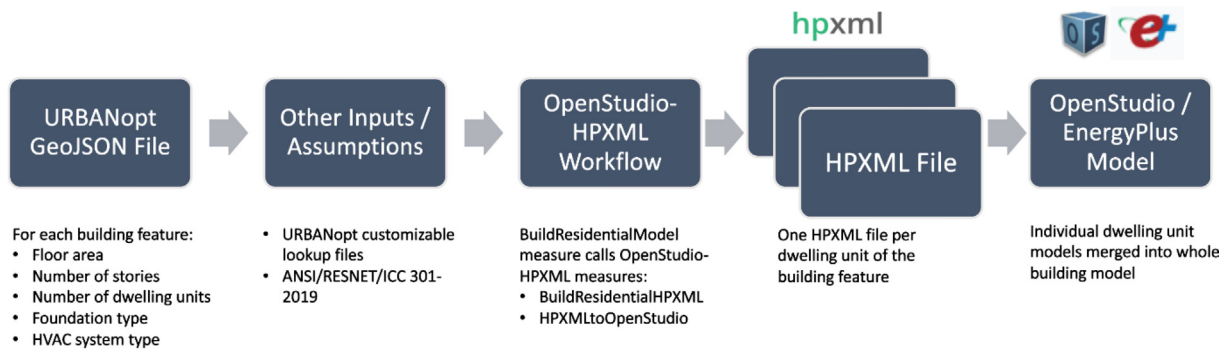 hpxml
OS
e+
URBANopt
GeoJSON File
Other Inputs /
Assumptions
OpenStudio-
HPXML
Workflow
HPXML File
OpenStudio /
EnergyPlus
Model
For each building feature:
• Floor area
• Number of stories
• Number of dwelling units
• Foundation type
• HVAC system type
• URBANopt customizable
lookup files
• ANSI/RESNET/ICC 301-
2019
BuildResidentialModel
measure calls OpenStudio-
HPXML measures:
• BuildResidentialHPXML
• HPXMLtoOpenStudio
One HPXML file per
dwelling unit of the
building feature
Individual dwelling unit
models merged into whole
building model